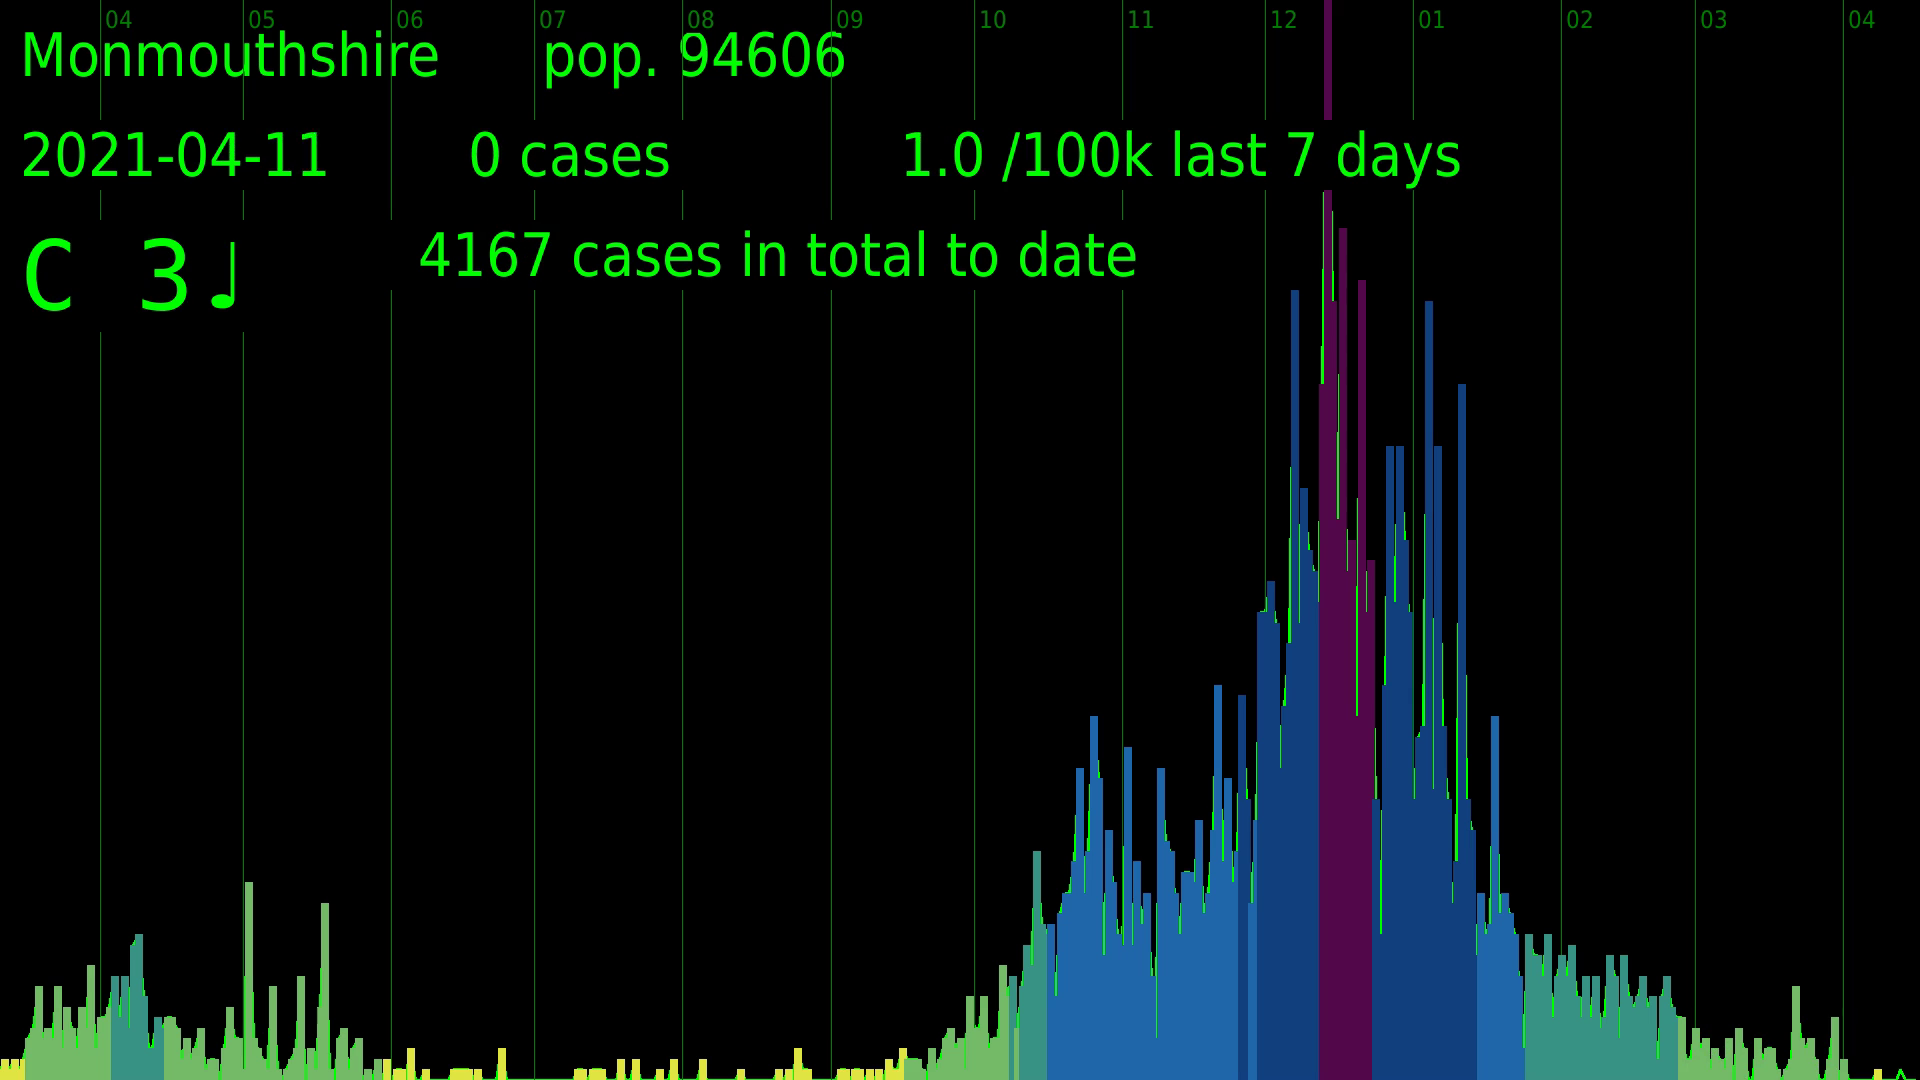 04 05 06 07 08 09 10 11 12 01 02 03 04
Monmouthshire pop. 94606
2021-04-11 0 cases 1.0 /100k last 7 days
C 3♩ 4167 cases in total to date